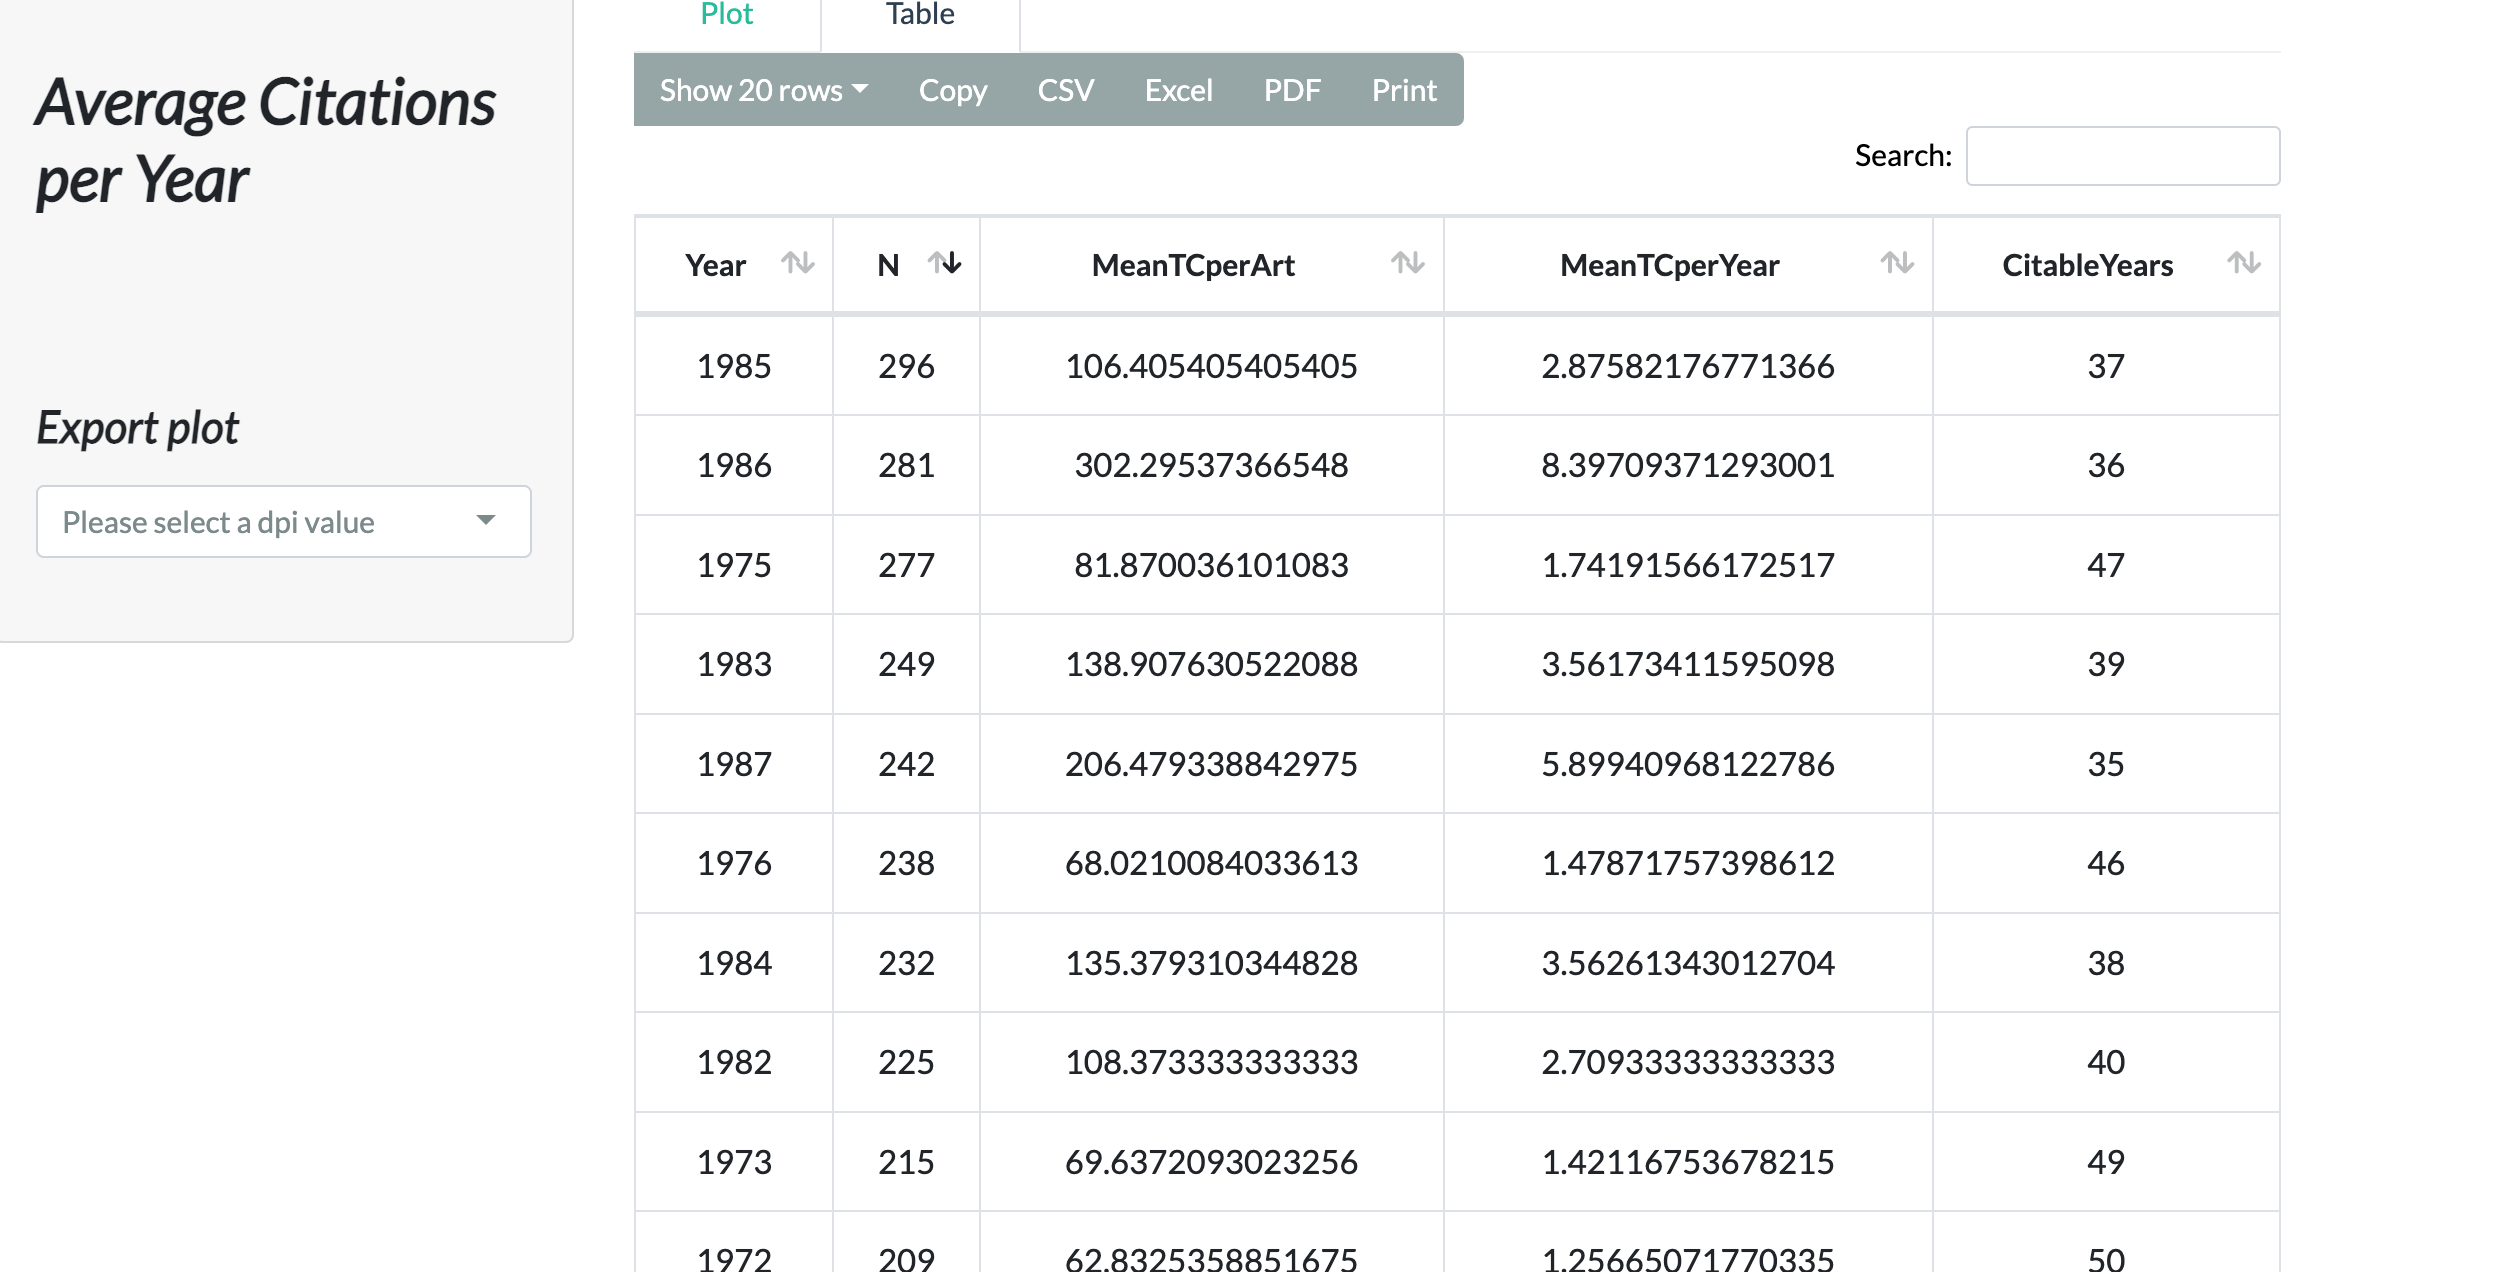 Plot Table
Average Citations
per Year
Show 20 rows Copy CSV Excel PDF Print
Search:
Export plot
Please select a dpi value
Year N MeanTCperArt MeanTCperYear CitableYears
1985 296 106.405405405405 2.87582176771366 37
1986 281 302.29537366548 8.39709371293001 36
1975 277 81.870036101083 1.74191566172517 47
1983 249 138.907630522088 3.56173411595098 39
1987 242 206.479338842975 5.89940968122786 35
1976 238 68.0210084033613 1.47871757398612 46
1984 232 135.379310344828 3.56261343012704 38
1982 225 108.373333333333 2.70933333333333 40
1973 215 69.6372093023256 1.42116753678215 49
1972 209 62.8325358851675 1.25665071770335 50